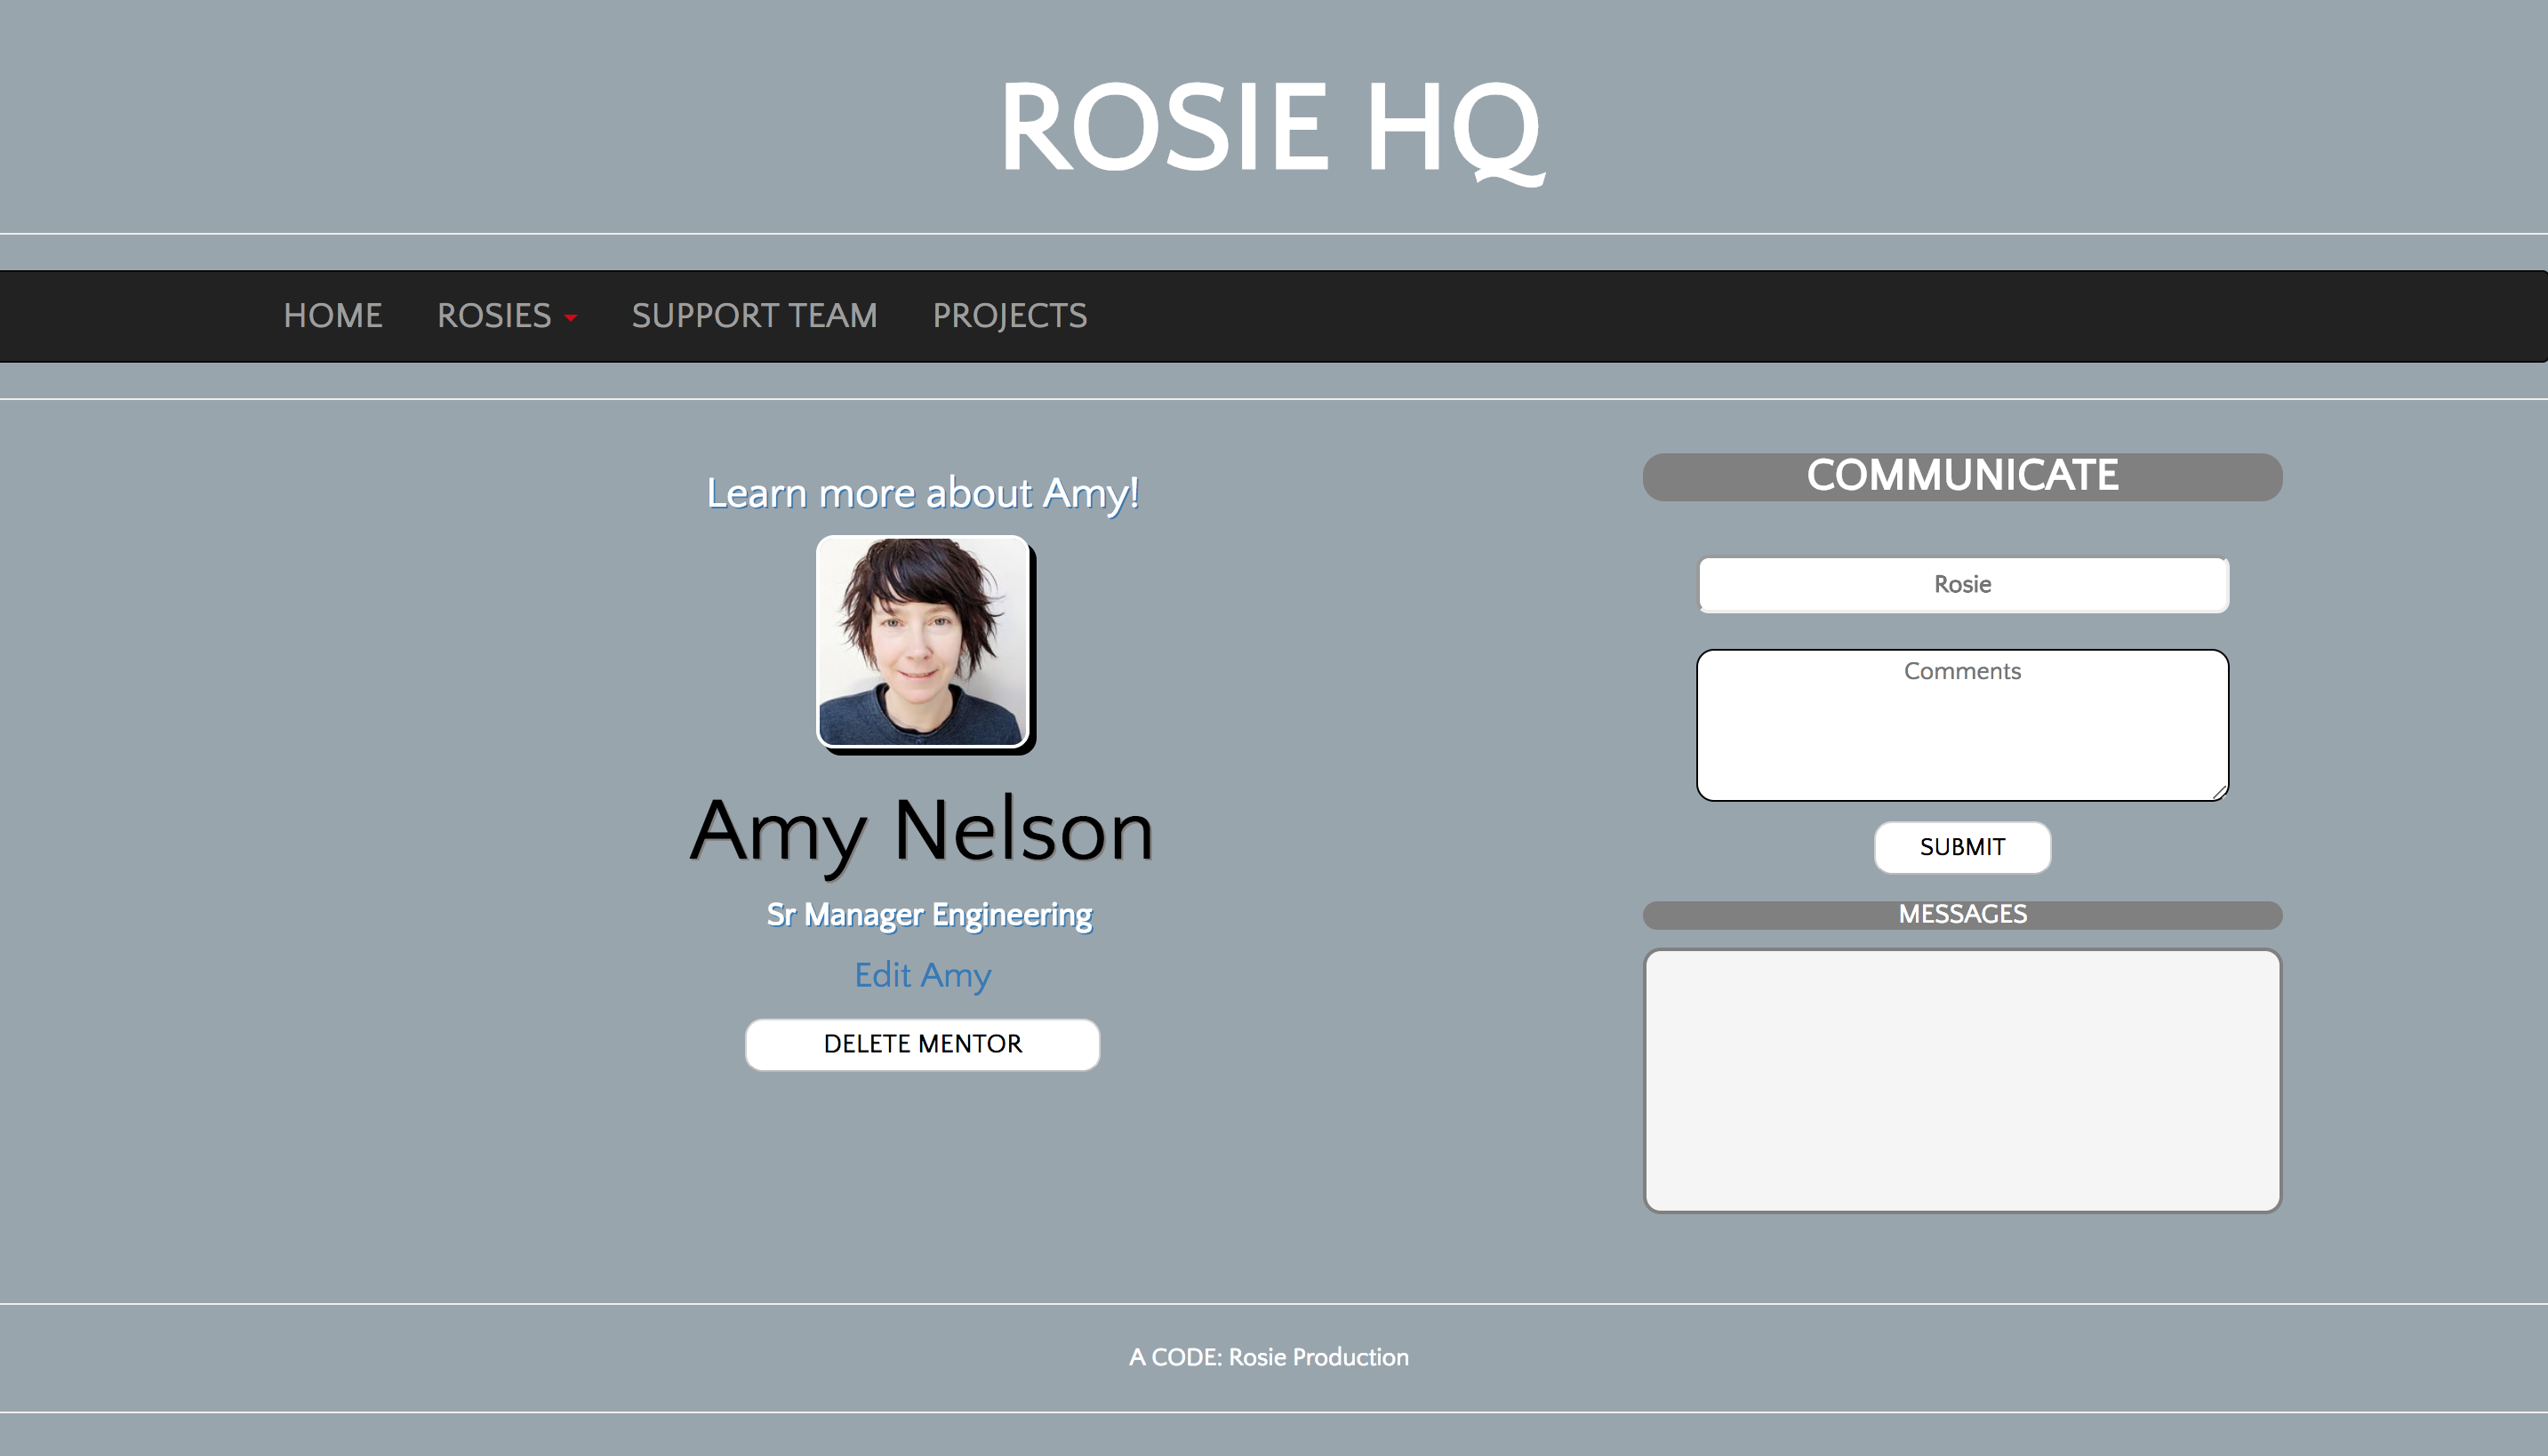 ROSIE HQ
HOME ROSIES SUPPORT TEAM PROJECTS
Learn more about Amy!
Amy Nelson
Sr Manager Engineering
Edit Amy
DELETE MENTOR
COMMUNICATE
Rosie
Comments
SUBMIT
MESSAGES
A CODE: Rosie Production